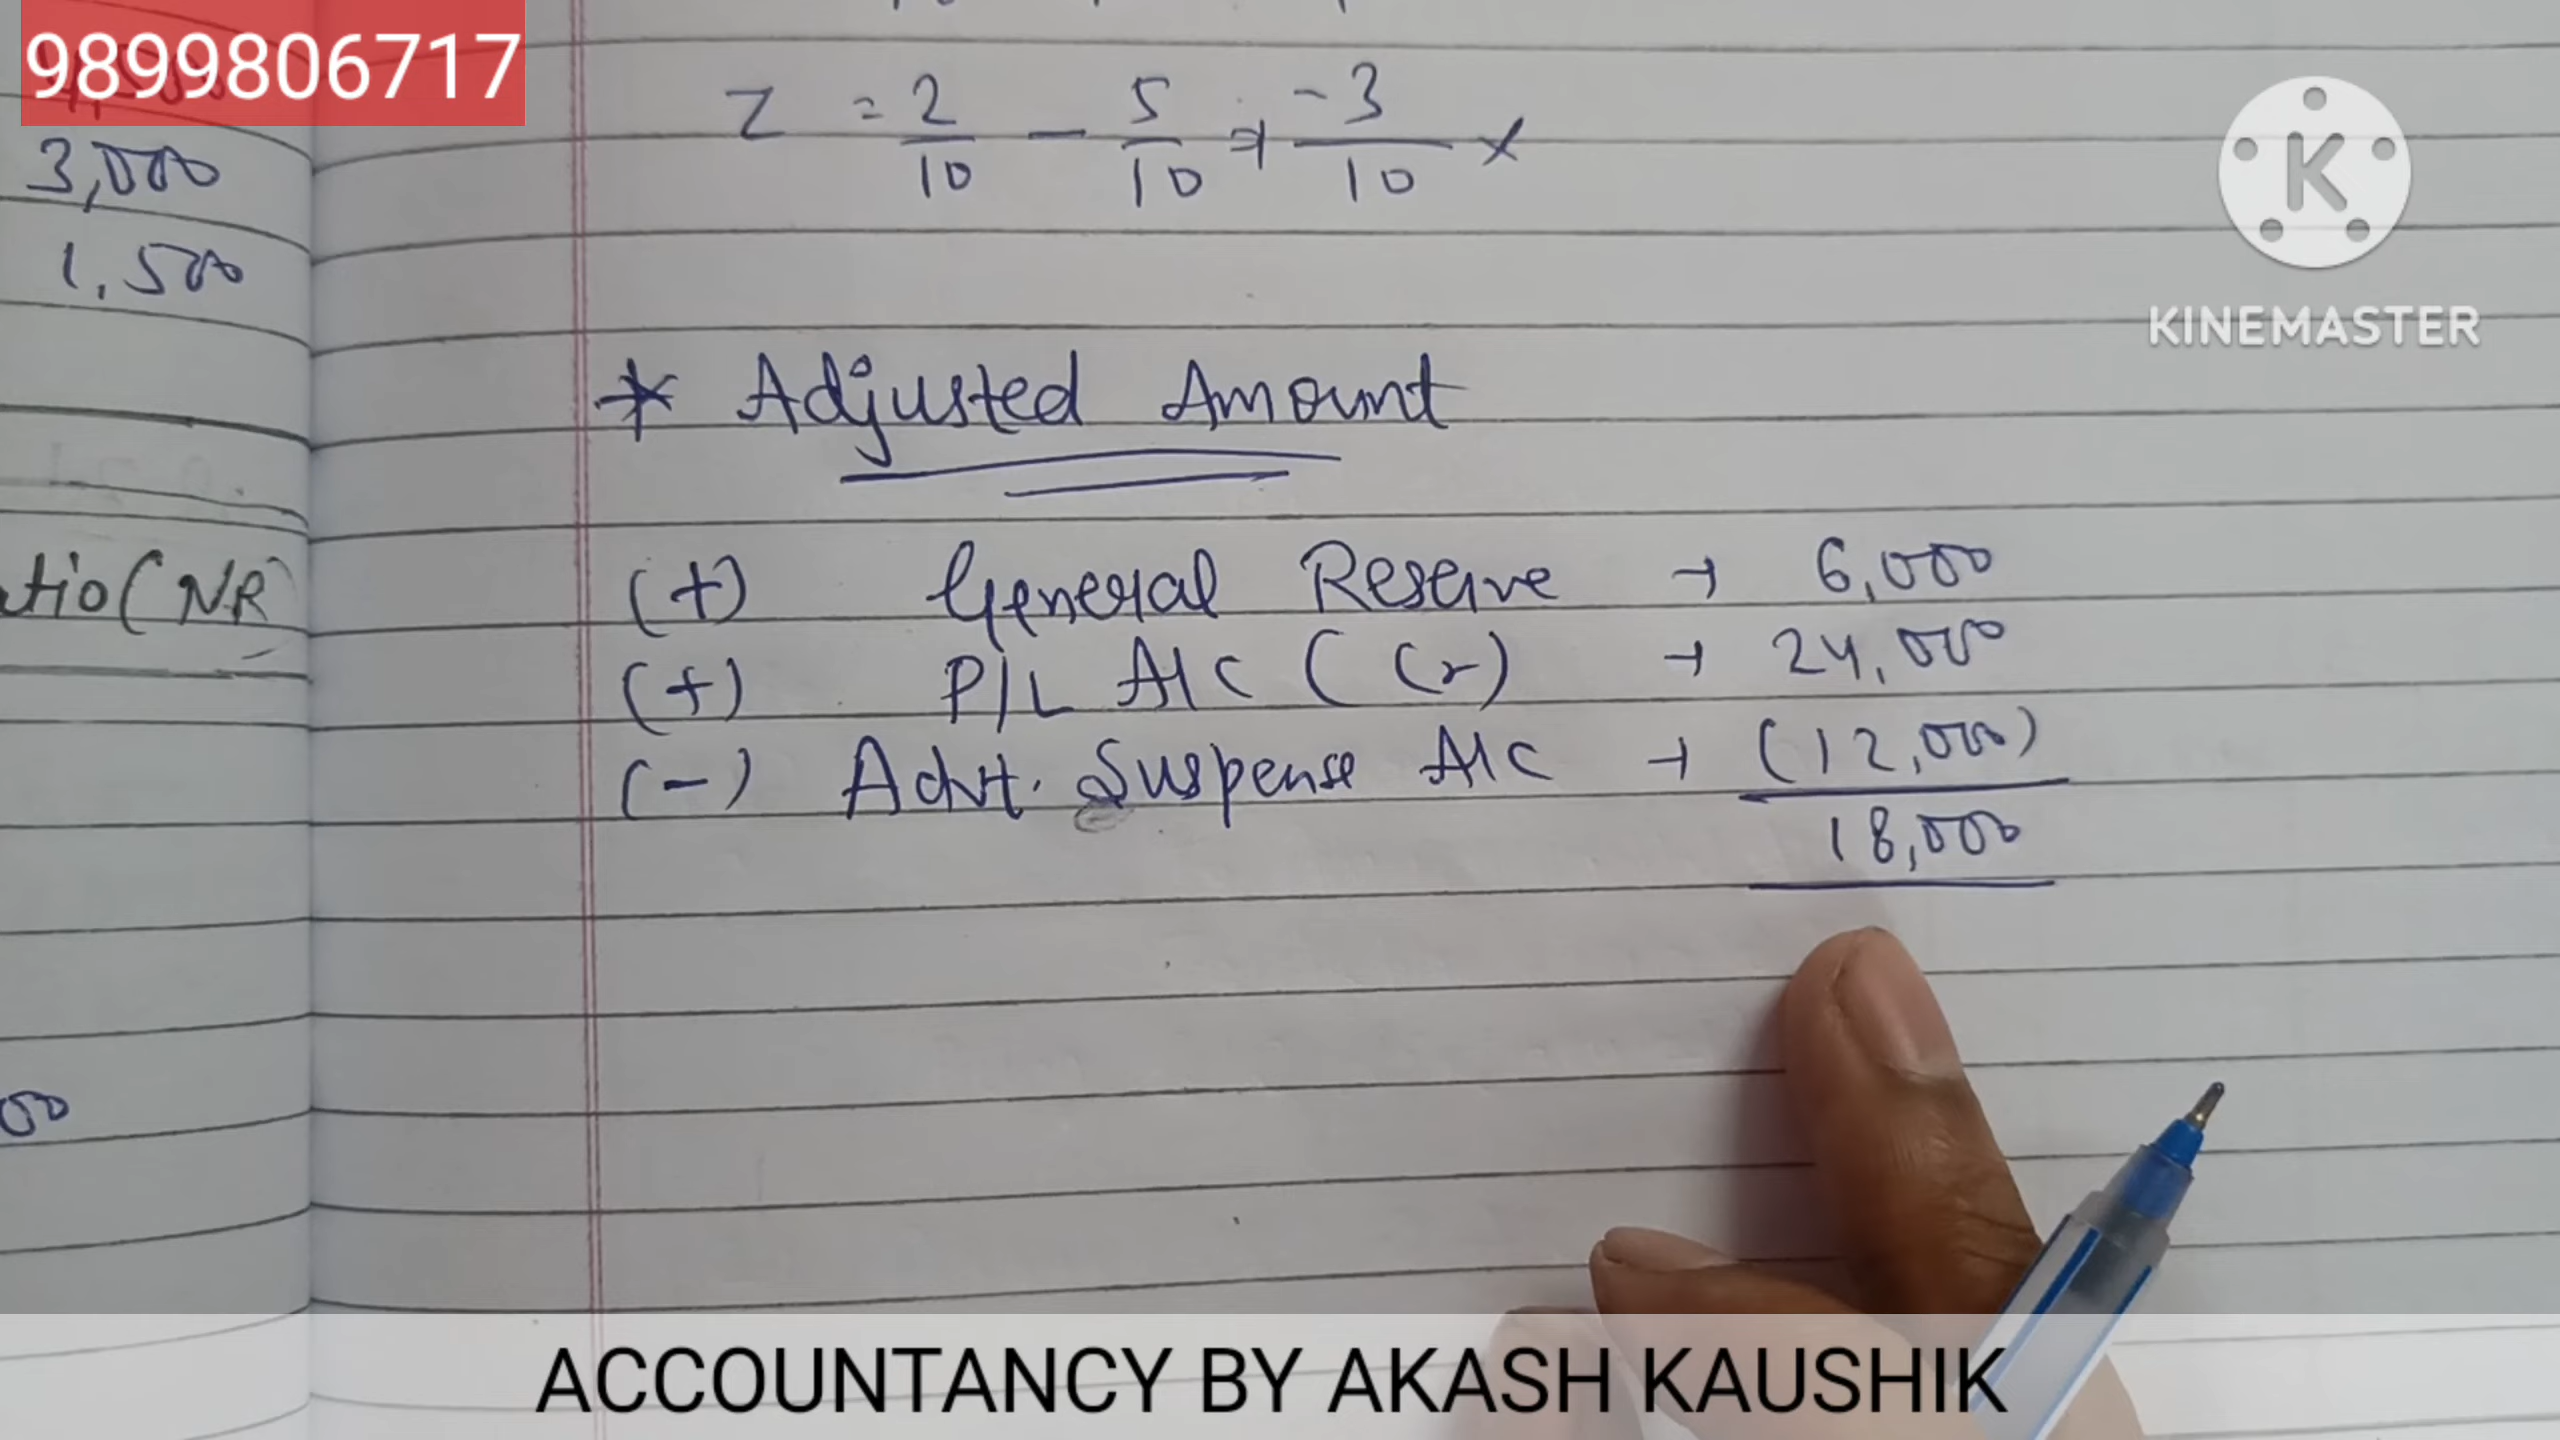 9899806717
3,000
1,500
Z = 2/10 - 5/10 ⇒ -3/10 ×
KINEMASTER
* Adjusted Amount
(+) General Reserve → 6,000
tio (NR)
(+) P/L A/C (Cr) → 24,000
(-) Advt. Suspense A/C → (12,000)
18,000
00
ACCOUNTANCY BY AKASH KAUSHIK